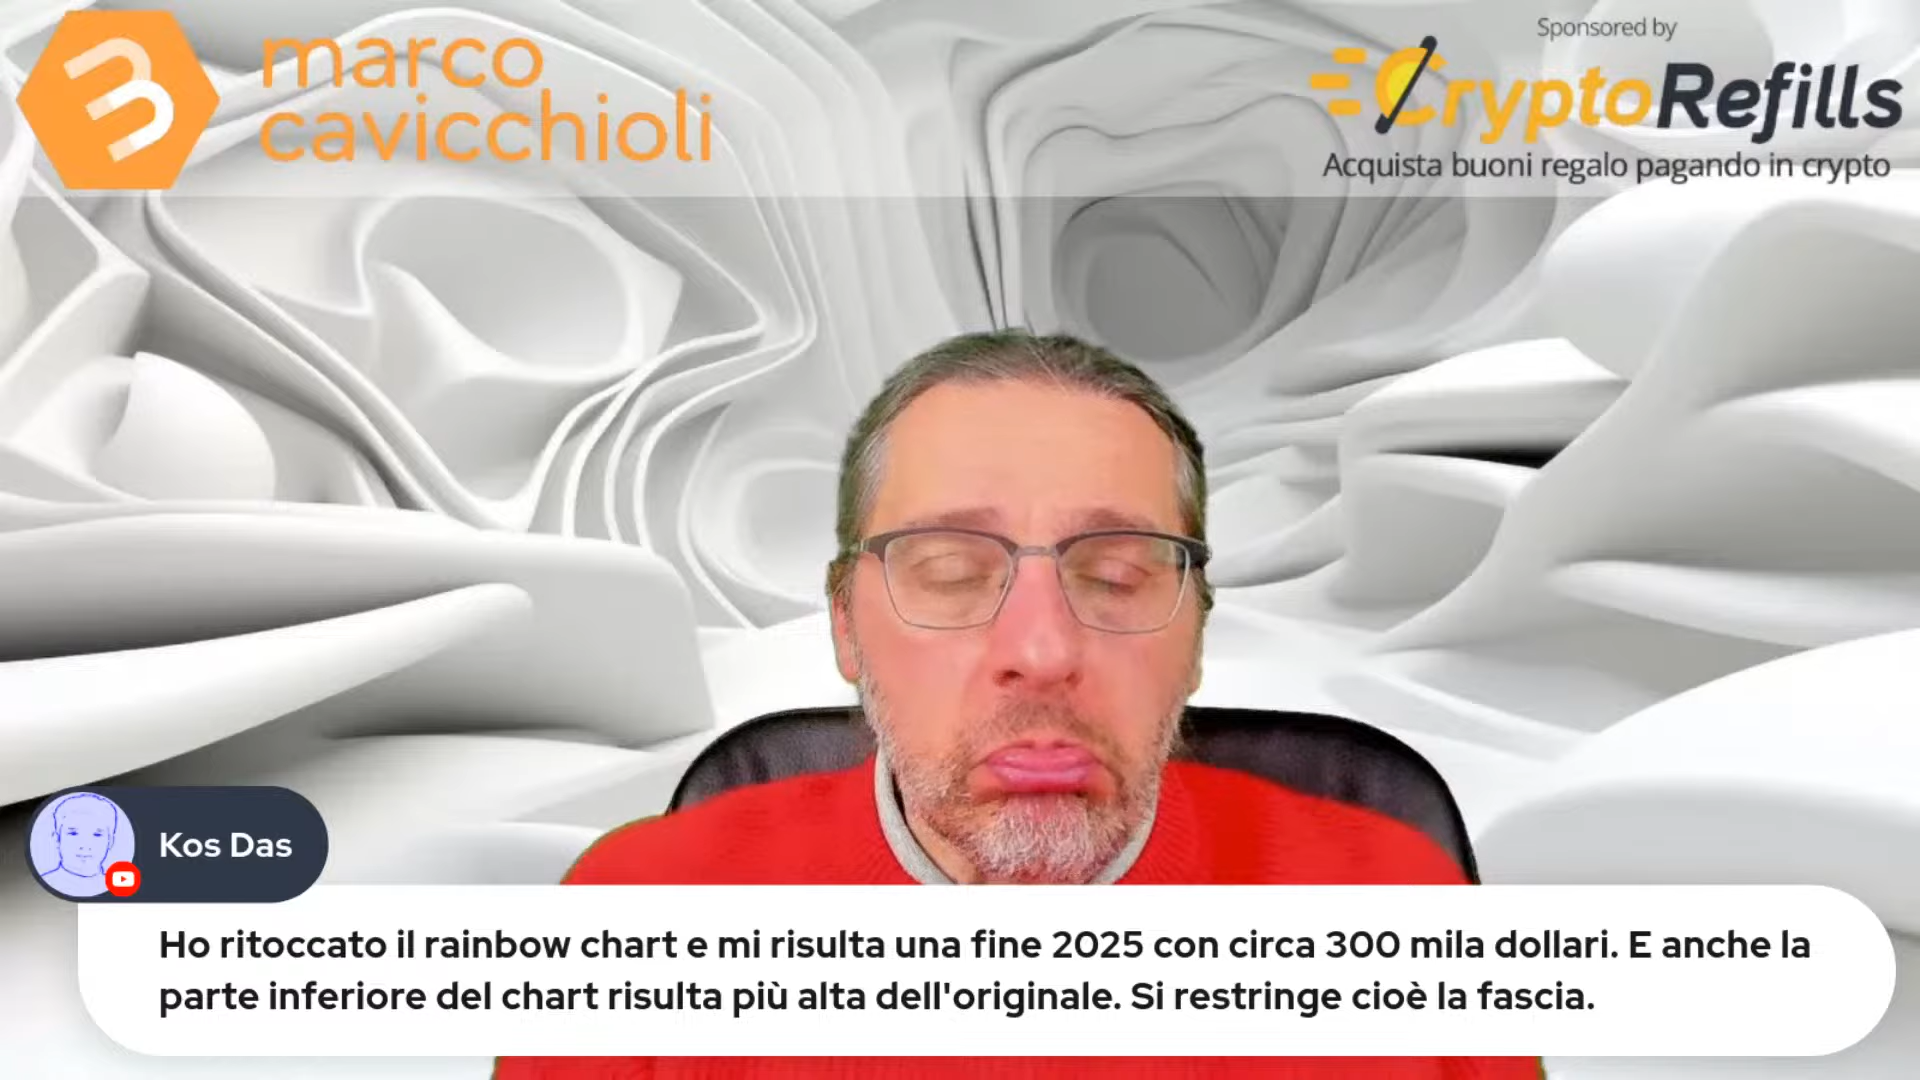 marco
cavicchioli
Sponsored by
CryptoRefills
Acquista buoni regalo pagando in crypto
Kos Das
Ho ritoccato il rainbow chart e mi risulta una fine 2025 con circa 300 mila dollari. E anche la
parte inferiore del chart risulta più alta dell'originale. Si restringe cioè la fascia.